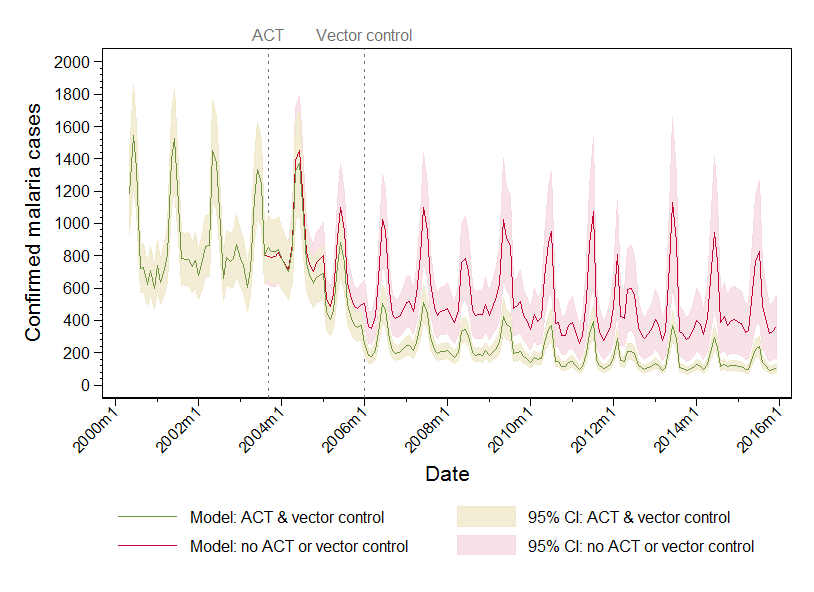 ACT Vector control
2000
1800
1600
1400
1200
1000
800
600
400
200
0
Confirmed malaria cases
2000m1 2002m1 2004m1 2006m1 2008m1 2010m1 2012m1 2014m1 2016m1
Date
Model: ACT & vector control 95% CI: ACT & vector control
Model: no ACT or vector control 95% CI: no ACT or vector control